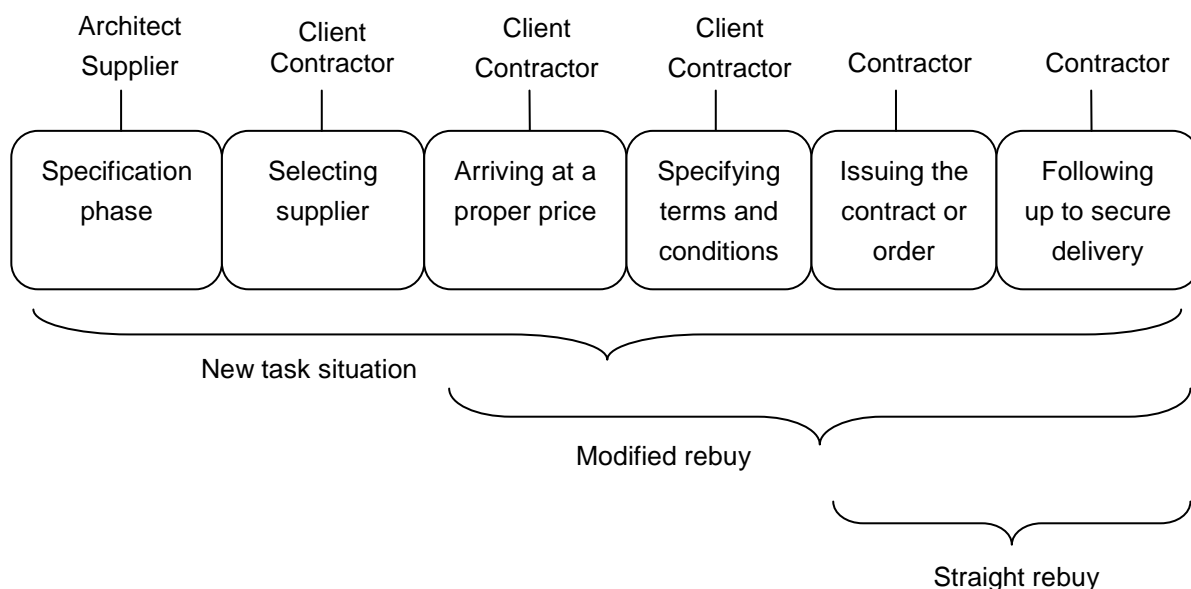 Architect
Supplier
Client
Contractor
Client
Contractor
Client
Contractor
Contractor
Contractor
Specification
phase
Selecting
supplier
Arriving at a
proper price
Specifying
terms and
conditions
Issuing the
contract or
order
Following
up to secure
delivery
New task situation
Modified rebuy
Straight rebuy